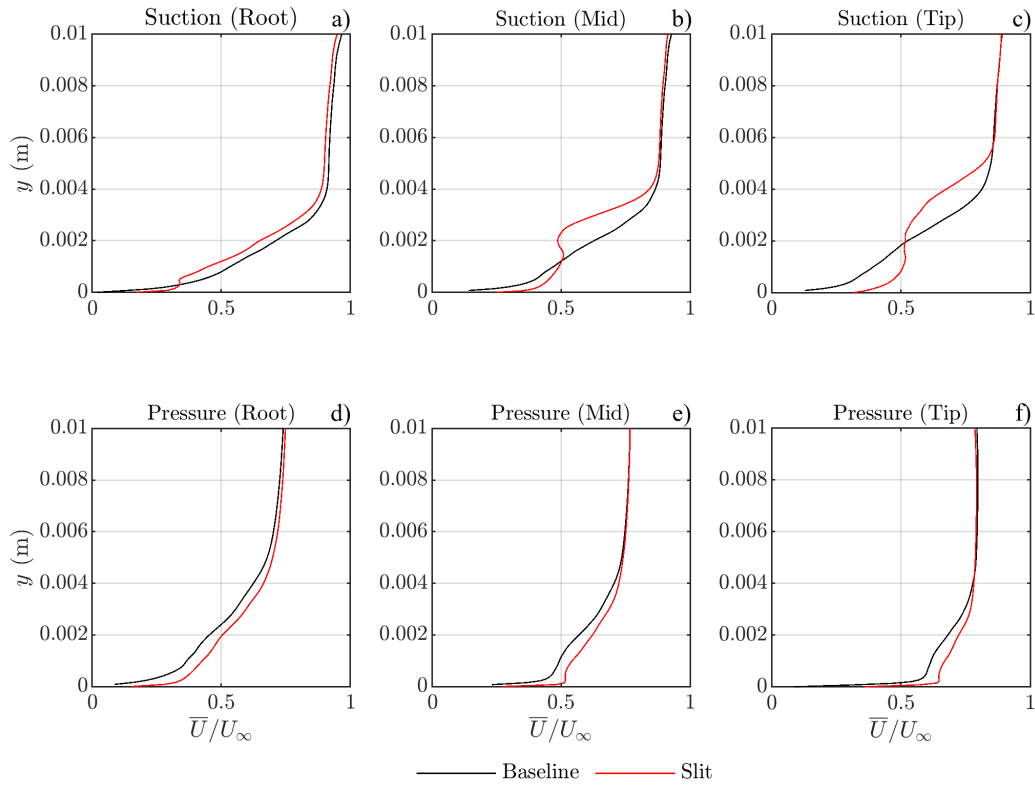 Suction (Root) a)
Suction (Mid) b)
Suction (Tip) c)
0.01 0.01 0.01
0.008 0.008 0.008
0.006 0.006 0.006
y (m)
0.004 0.004 0.004
0.002 0.002 0.002
0 0 0
0 0.5 1 0 0.5 1 0 0.5 1
Pressure (Root) d)
Pressure (Mid) e)
Pressure (Tip) f)
0.01 0.01 0.01
0.008 0.008 0.008
0.006 0.006 0.006
y (m)
0.004 0.004 0.004
0.002 0.002 0.002
0 0 0
0 0.5 1 0 0.5 1 0 0.5 1
U̅/U∞ U̅/U∞ U̅/U∞
Baseline Slit